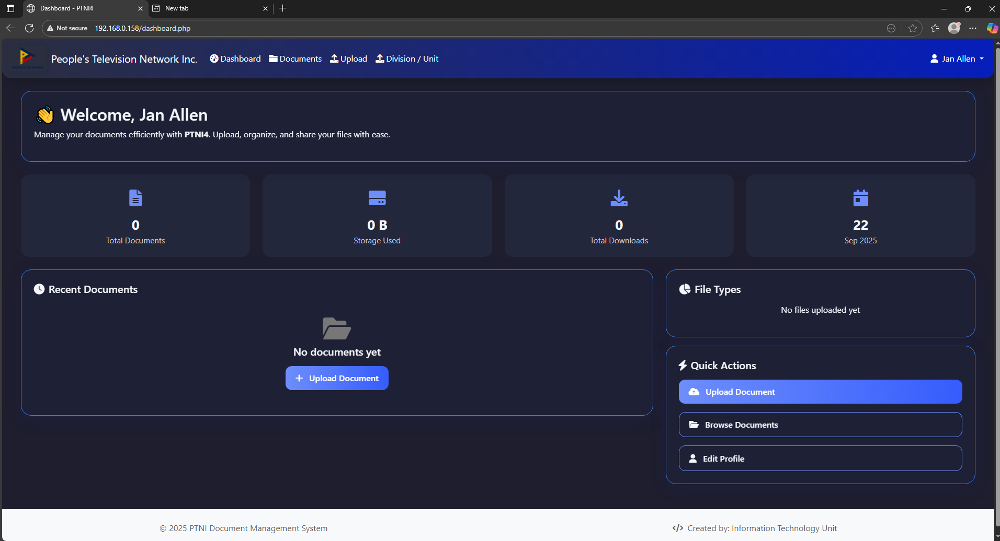 Dashboard - PTNI4
New tab
Not secure 192.168.0.158/dashboard.php
People's Television Network Inc. Dashboard Documents Upload Division / Unit Jan Allen
Welcome, Jan Allen
Manage your documents efficiently with PTNI4. Upload, organize, and share your files with ease.
0
Total Documents
0 B
Storage Used
0
Total Downloads
22
Sep 2025
Recent Documents
No documents yet
+ Upload Document
File Types
No files uploaded yet
Quick Actions
Upload Document
Browse Documents
Edit Profile
© 2025 PTNI Document Management System
</> Created by: Information Technology Unit